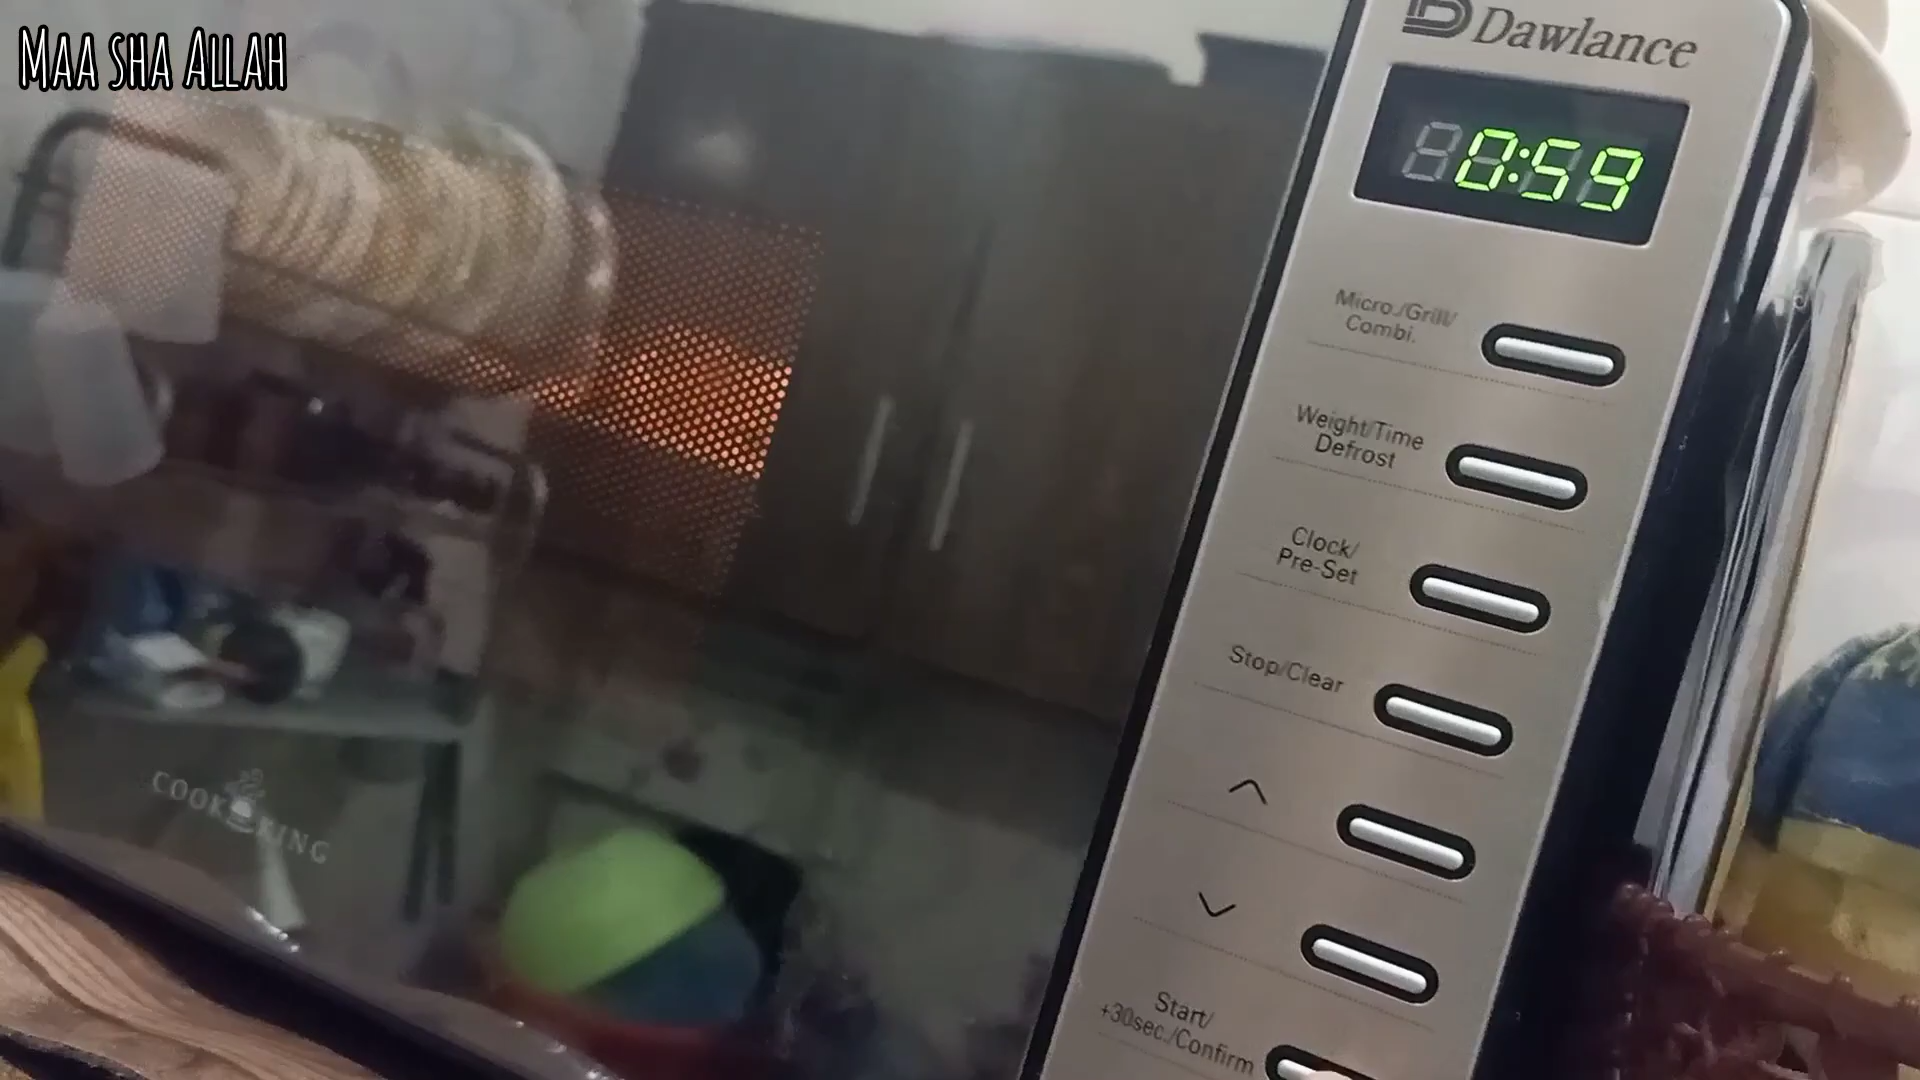 MAA SHA ALLAH
Dawlance
0:59
Micro./Grill/
Combi.
Weight/Time
Defrost
Clock/
Pre-Set
Stop/Clear
Start/
+30sec./Confirm
COOKING